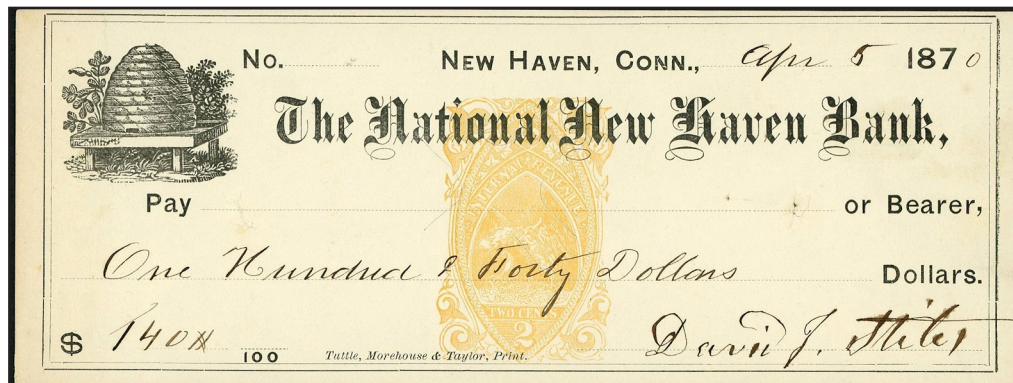 No. NEW HAVEN, CONN., Apr 5 1870
The National New Haven Bank,
INTERNAL REVENUE
Pay or Bearer,
One Hundred & Forty Dollars Dollars.
TWO CENTS
2
$ 140 100
Tuttle, Morehouse & Taylor, Print.
David J. Stiles